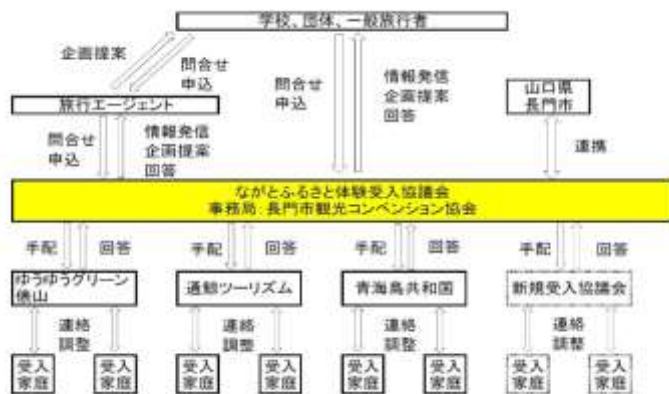 学校、団体、一般旅行者
企画提案
問合せ
申込
問合せ
申込
情報発信
企画提案
回答
山口県
長門市
旅行エージェント
問合せ
申込
情報発信
企画提案
回答
連携
ながとふるさと体験受入協議会
事務局:長門市観光コンベンション協会
手配
回答
手配
回答
手配
回答
手配
回答
ゆうゆうグリーン
俵山
通鯨ツーリズム
青海島共和国
新規受入協議会
連絡
調整
連絡
調整
連絡
調整
連絡
調整
受入
家庭
受入
家庭
受入
家庭
受入
家庭
受入
家庭
受入
家庭
受入
家庭
受入
家庭